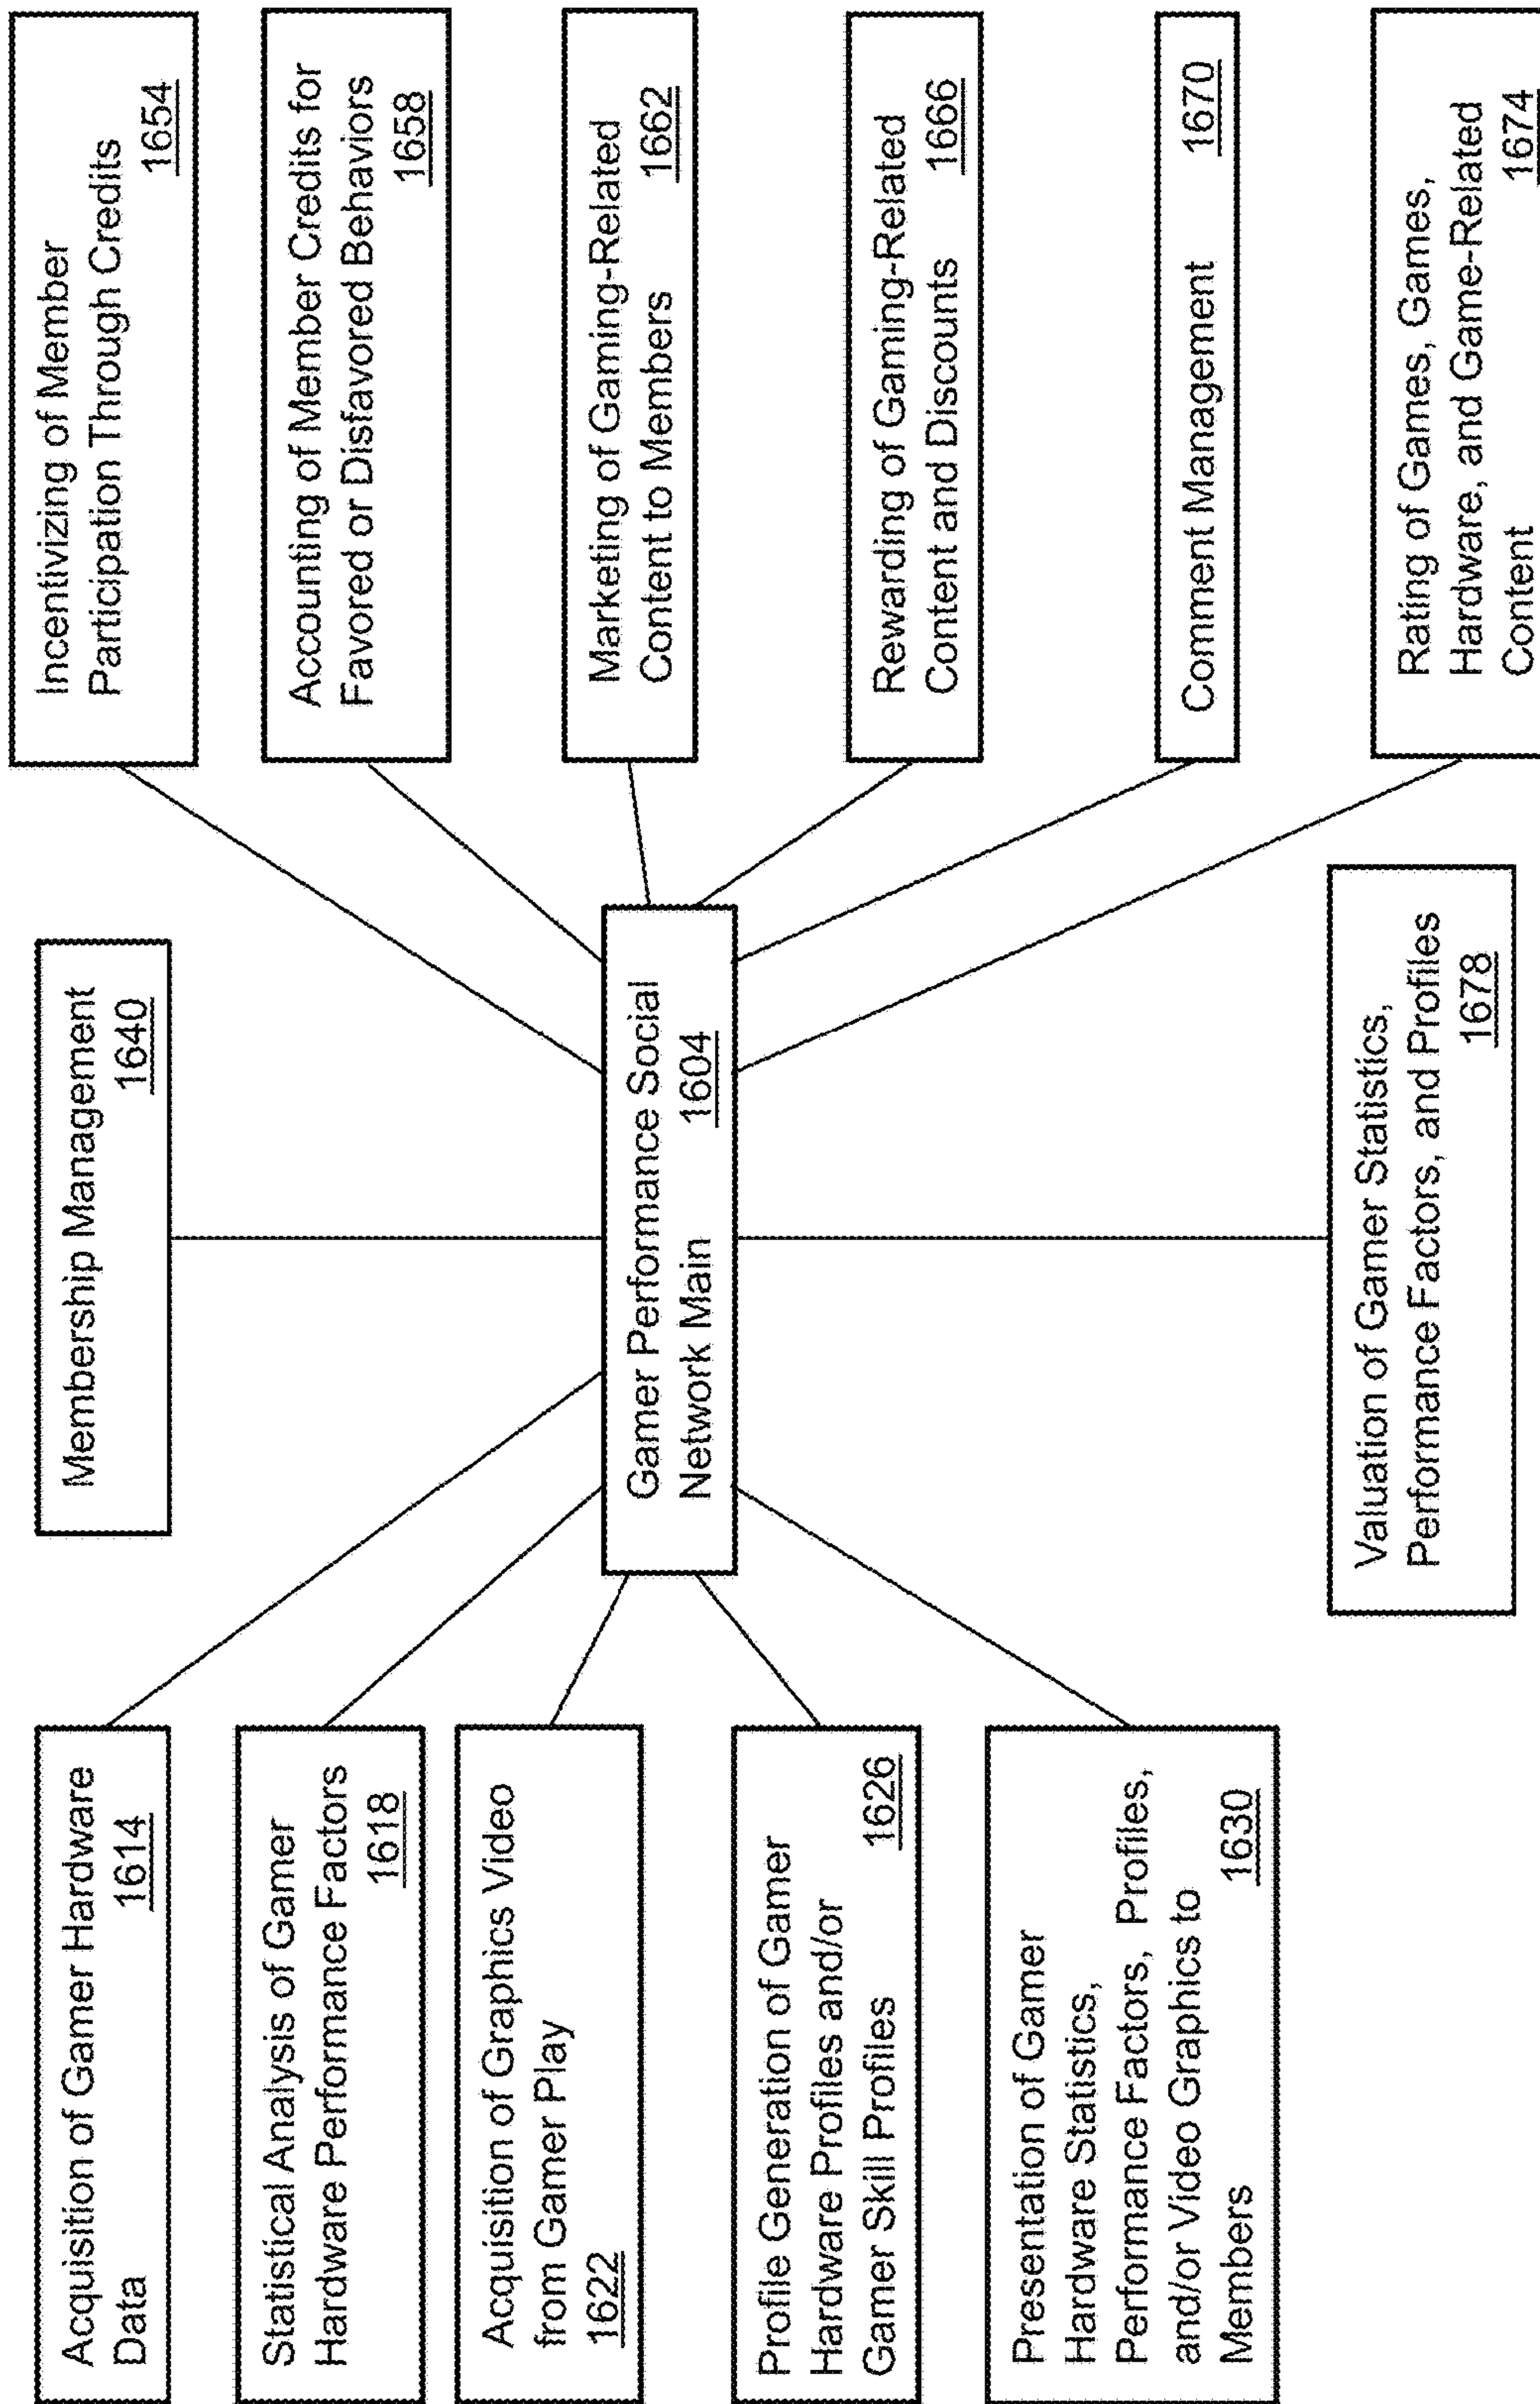 Acquisition of Gamer Hardware
Data 1614
Statistical Analysis of Gamer
Hardware Performance Factors
1618
Acquisition of Graphics Video
from Gamer Play
1622
Profile Generation of Gamer
Hardware Profiles and/or
Gamer Skill Profiles 1626
Presentation of Gamer
Hardware Statistics,
Performance Factors, Profiles,
and/or Video Graphics to
Members 1630
Membership Management
1640
Gamer Performance Social
Network Main 1604
Valuation of Gamer Statistics,
Performance Factors, and Profiles
1678
Incentivizing of Member
Participation Through Credits
1654
Accounting of Member Credits for
Favored or Disfavored Behaviors
1658
Marketing of Gaming-Related
Content to Members 1662
Rewarding of Gaming-Related
Content and Discounts 1666
Comment Management 1670
Rating of Games, Games,
Hardware, and Game-Related
Content 1674